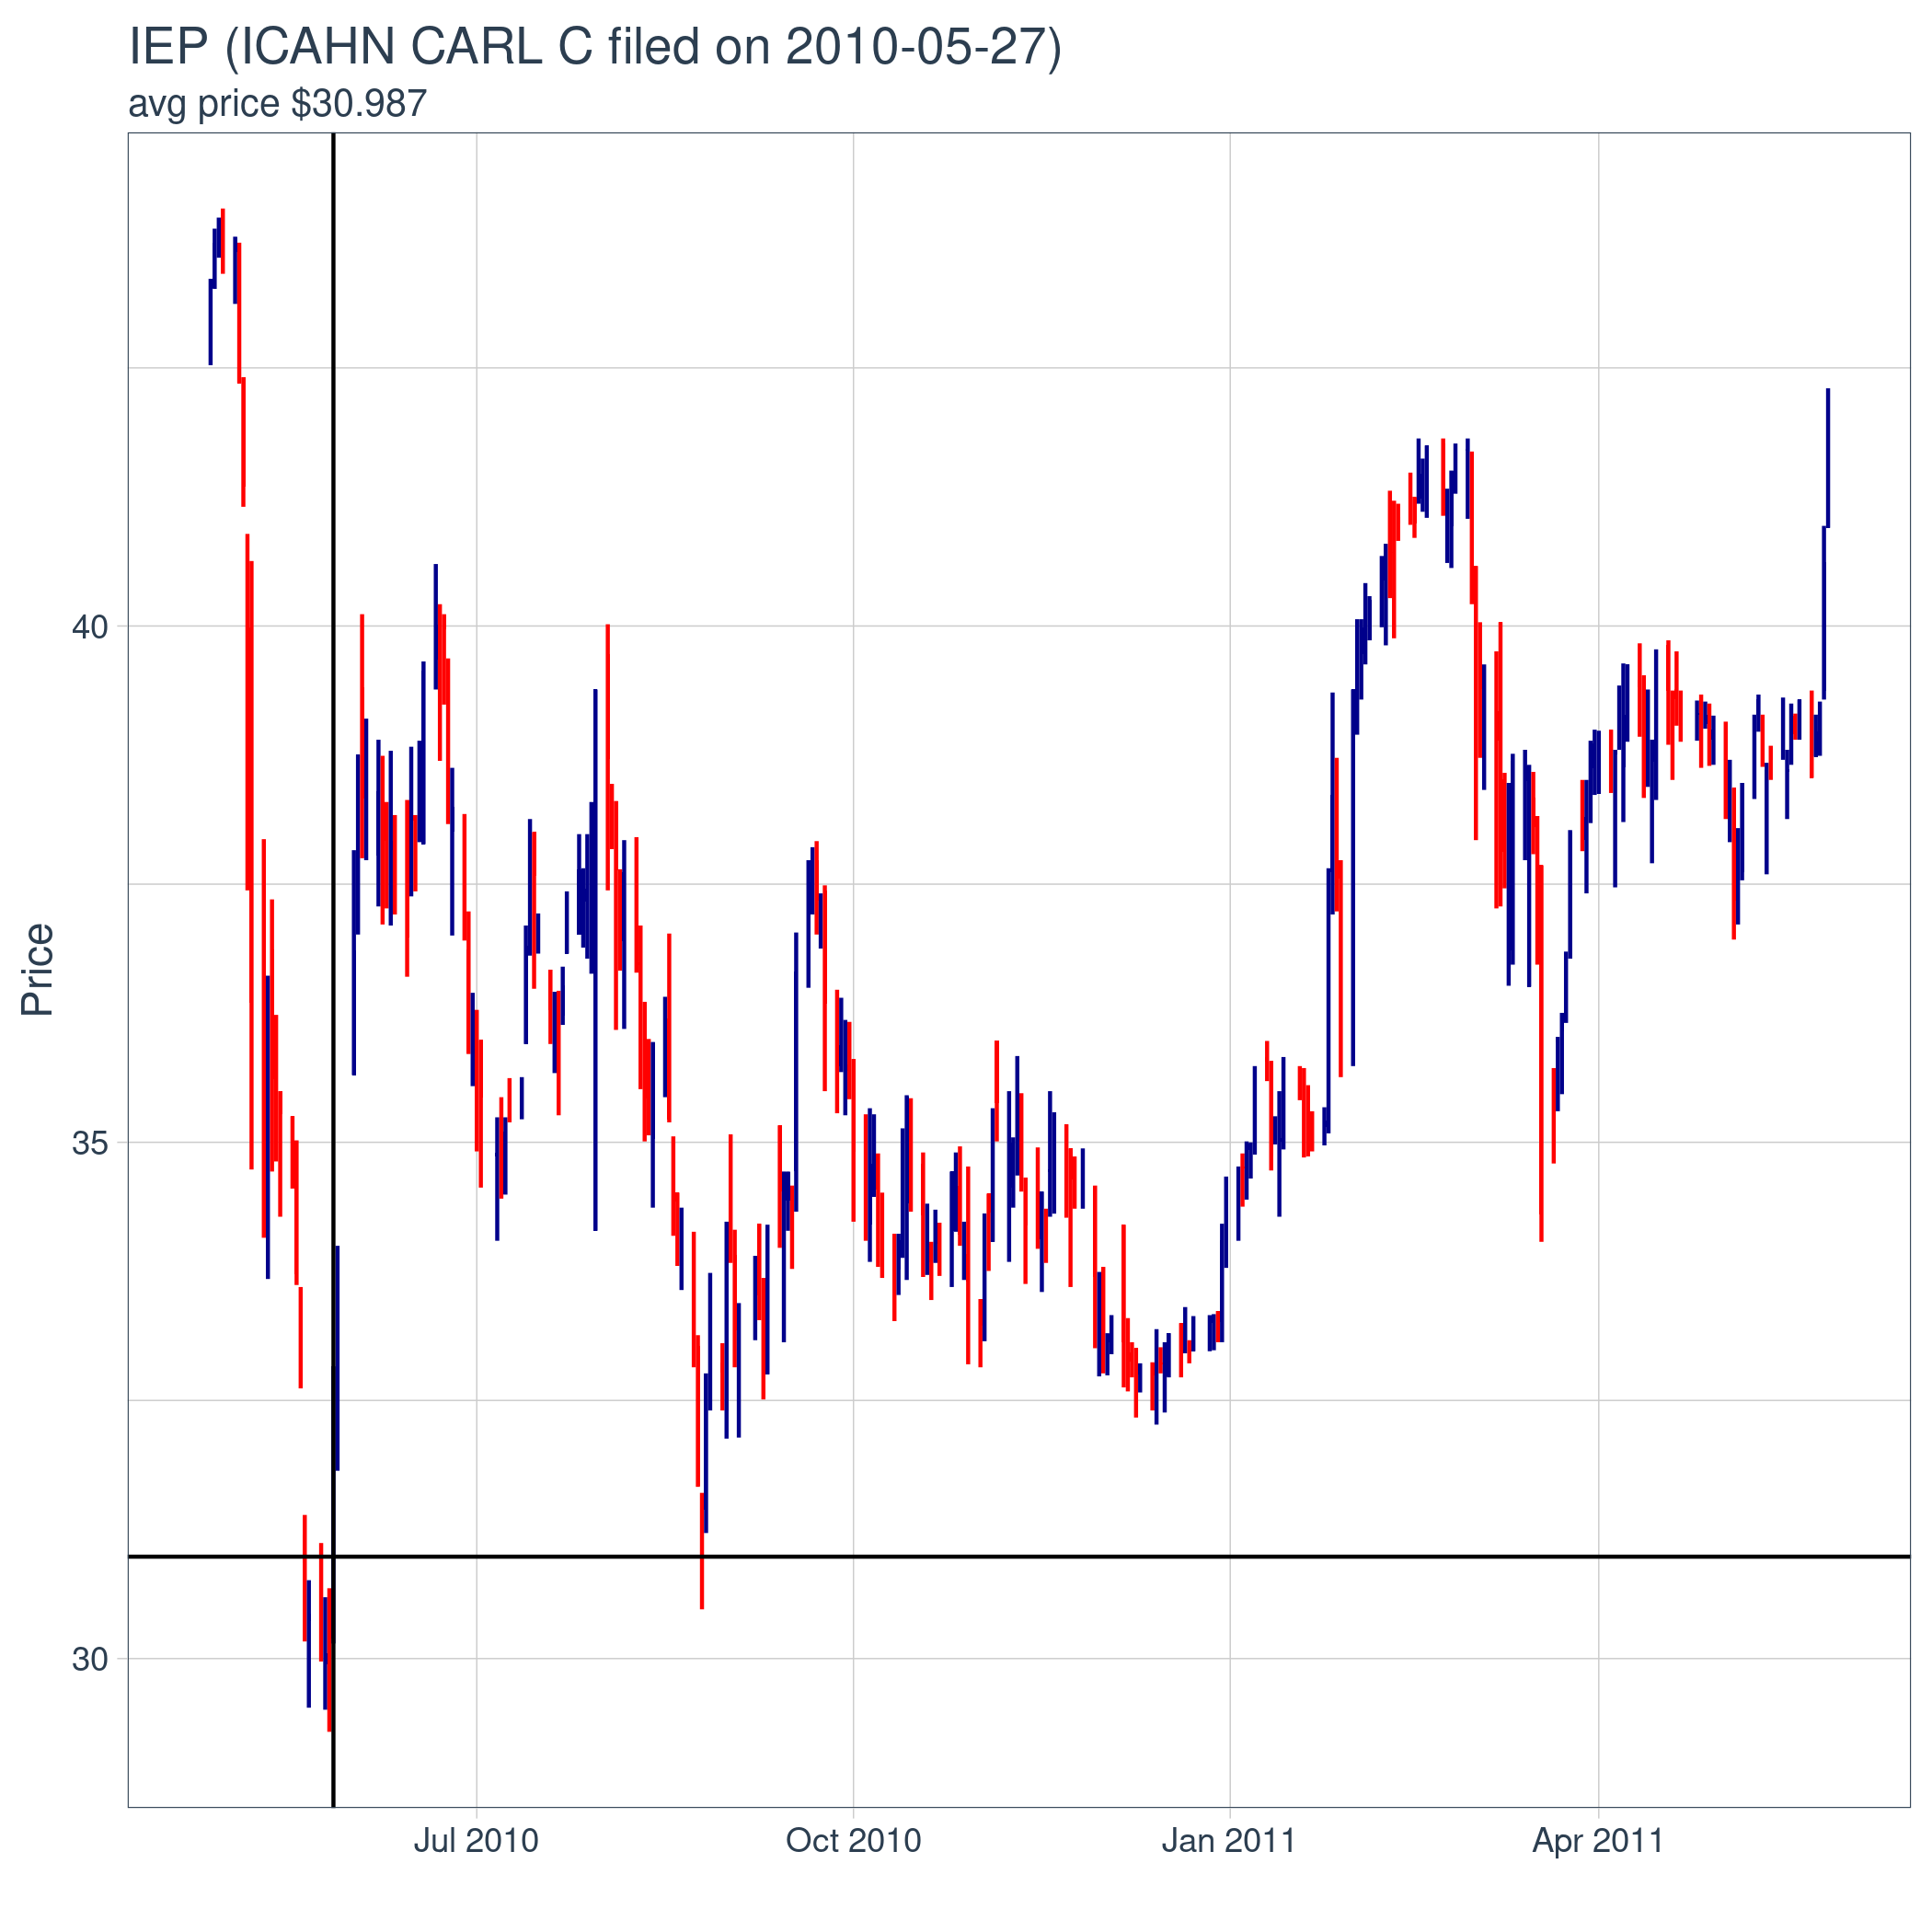 IEP (ICAHN CARL C filed on 2010-05-27)
avg price $30.987
Price
40
35
30
Jul 2010
Oct 2010
Jan 2011
Apr 2011